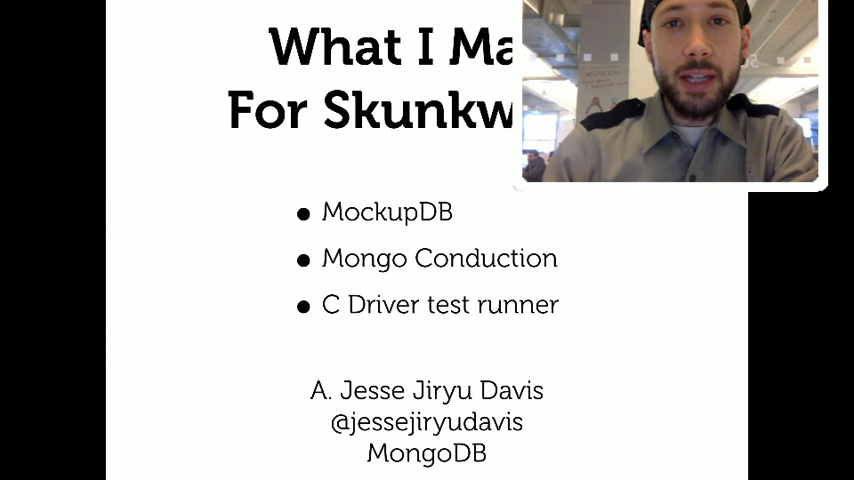 What I Ma
For Skunkw
• MockupDB
• Mongo Conduction
• C Driver test runner
A. Jesse Jiryu Davis
@jessejiryudavis
MongoDB